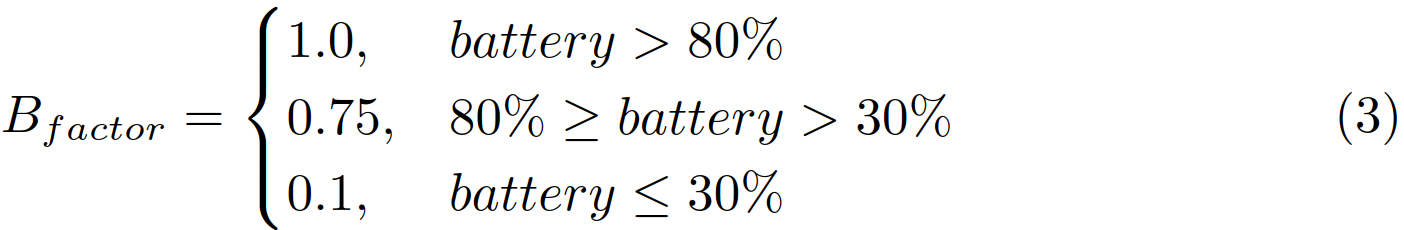 1.0, battery > 80%
B_factor = { 0.75, 80% ≥ battery > 30% (3)
0.1, battery ≤ 30%